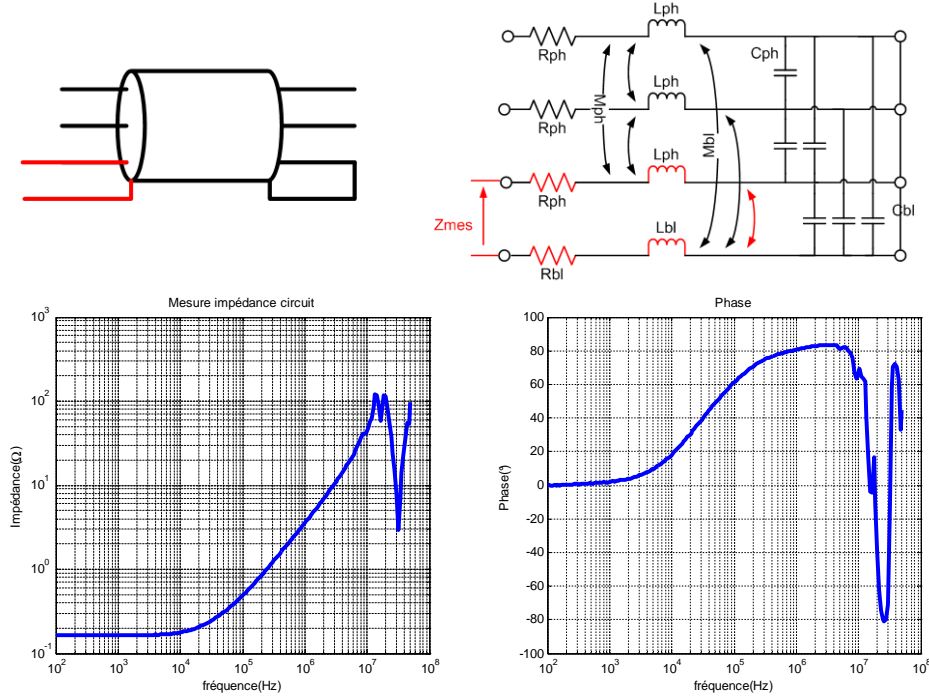 Lph
Rph
Cph
Lph
Rph
Mph
Mbl
Lph
Rph
Zmes
Cbl
Lbl
Rbl
Mesure impédance circuit
Impédance(Ω)
10^3
10^2
10^1
10^0
10^-1
10^2 10^3 10^4 10^5 10^6 10^7 10^8
fréquence(Hz)
Phase
Phase(°)
100
80
60
40
20
0
-20
-40
-60
-80
-100
10^2 10^3 10^4 10^5 10^6 10^7 10^8
fréquence(Hz)